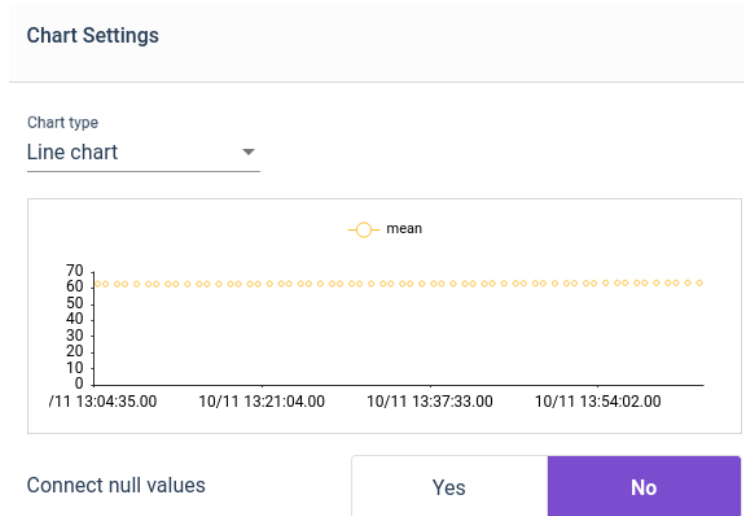 Chart Settings
Chart type
Line chart
mean
70
60
50
40
30
20
10
0
/11 13:04:35.00 10/11 13:21:04.00 10/11 13:37:33.00 10/11 13:54:02.00
Connect null values Yes No